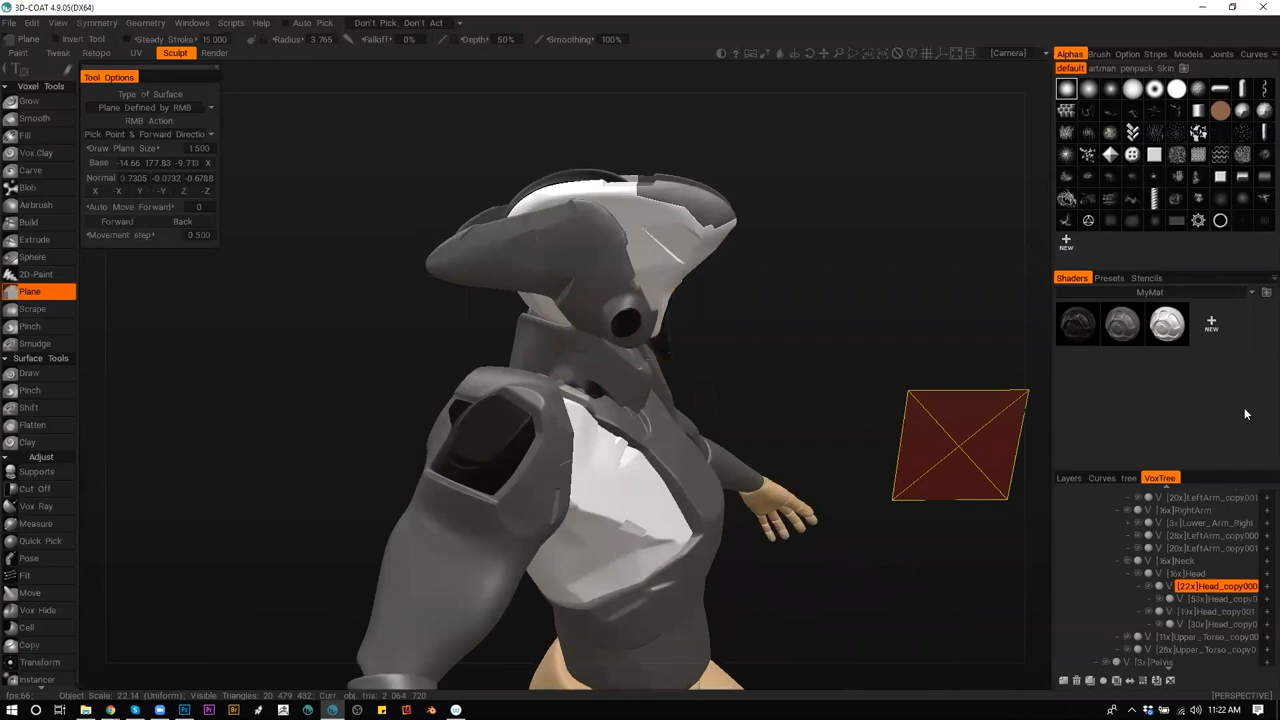 3D-COAT 4.9.05(DX64)
File Edit View Symmetry Geometry Windows Scripts Help Auto Pick Don't Pick, Don't Act
Plane Invert Tool Steady Stroke 15.000 Radius 3.765 Falloff 0% Depth 50% Smoothing 100%
Paint Tweak Retopo UV Sculpt Render [Camera]
Tool Options
Type of Surface
Plane Defined by RMB
RMB Action
Pick Point & Forward Directio
Draw Plane Size 1.500
Base -14.66 177.83 -9.713 X
Normal 0.7305 -0.0732 -0.6788
X -X Y -Y Z -Z
Auto Move Forward 0
Forward Back
Movement step 0.500
Voxel Tools
Grow
Smooth
Fill
Vox.Clay
Carve
Blob
Airbrush
Build
Extrude
Sphere
2D-Paint
Plane
Scrape
Pinch
Smudge
Surface Tools
Draw
Pinch
Shift
Flatten
Clay
Adjust
Supports
Cut Off
Vox Ray
Measure
Quick Pick
Pose
Fit
Move
Vox Hide
Cell
Copy
Transform
Instancer
Alphas Brush Option Strips Models Joints Curves
default artman penpack Skin
NEW
Shaders Presets Stencils
MyMat
NEW
Layers Curves tree VoxTree
V [20x]LeftArm_copy001
V [16x]RightArm
V [3x]Lower_Arm_Right
V [28x]LeftArm_copy000
V [20x]LeftArm_copy001
V [16x]Neck
V [16x]Head
V [22x]Head_copy000
V [53x]Head_copy0
V [19x]Head_copy001
V [30x]Head_copy0
V [11x]Upper_Torso_copy00
V [28x]Upper_Torso_copy0
V [3x]Pelvis
fps:66; Object Scale: 22.14 (Uniform); Visible Triangles: 20 479 432; Curr. obj. tris: 2 064 720 [PERSPECTIVE]
11:22 AM